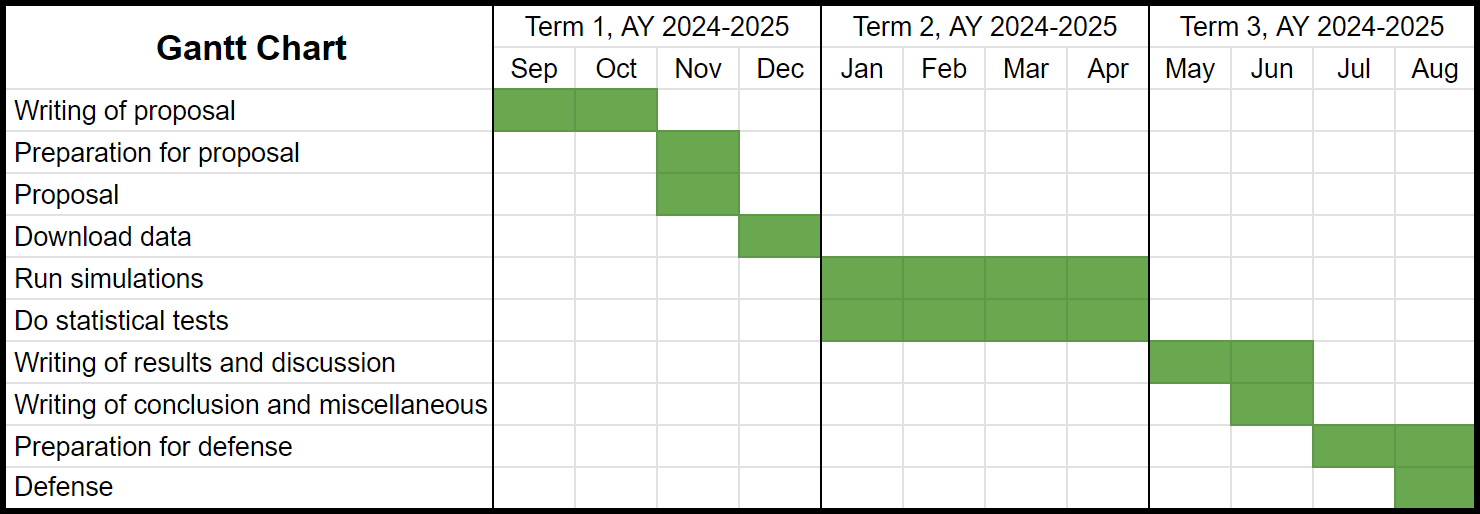 Gantt Chart
Term 1, AY 2024-2025 Term 2, AY 2024-2025 Term 3, AY 2024-2025
Sep Oct Nov Dec Jan Feb Mar Apr May Jun Jul Aug
Writing of proposal
Preparation for proposal
Proposal
Download data
Run simulations
Do statistical tests
Writing of results and discussion
Writing of conclusion and miscellaneous
Preparation for defense
Defense